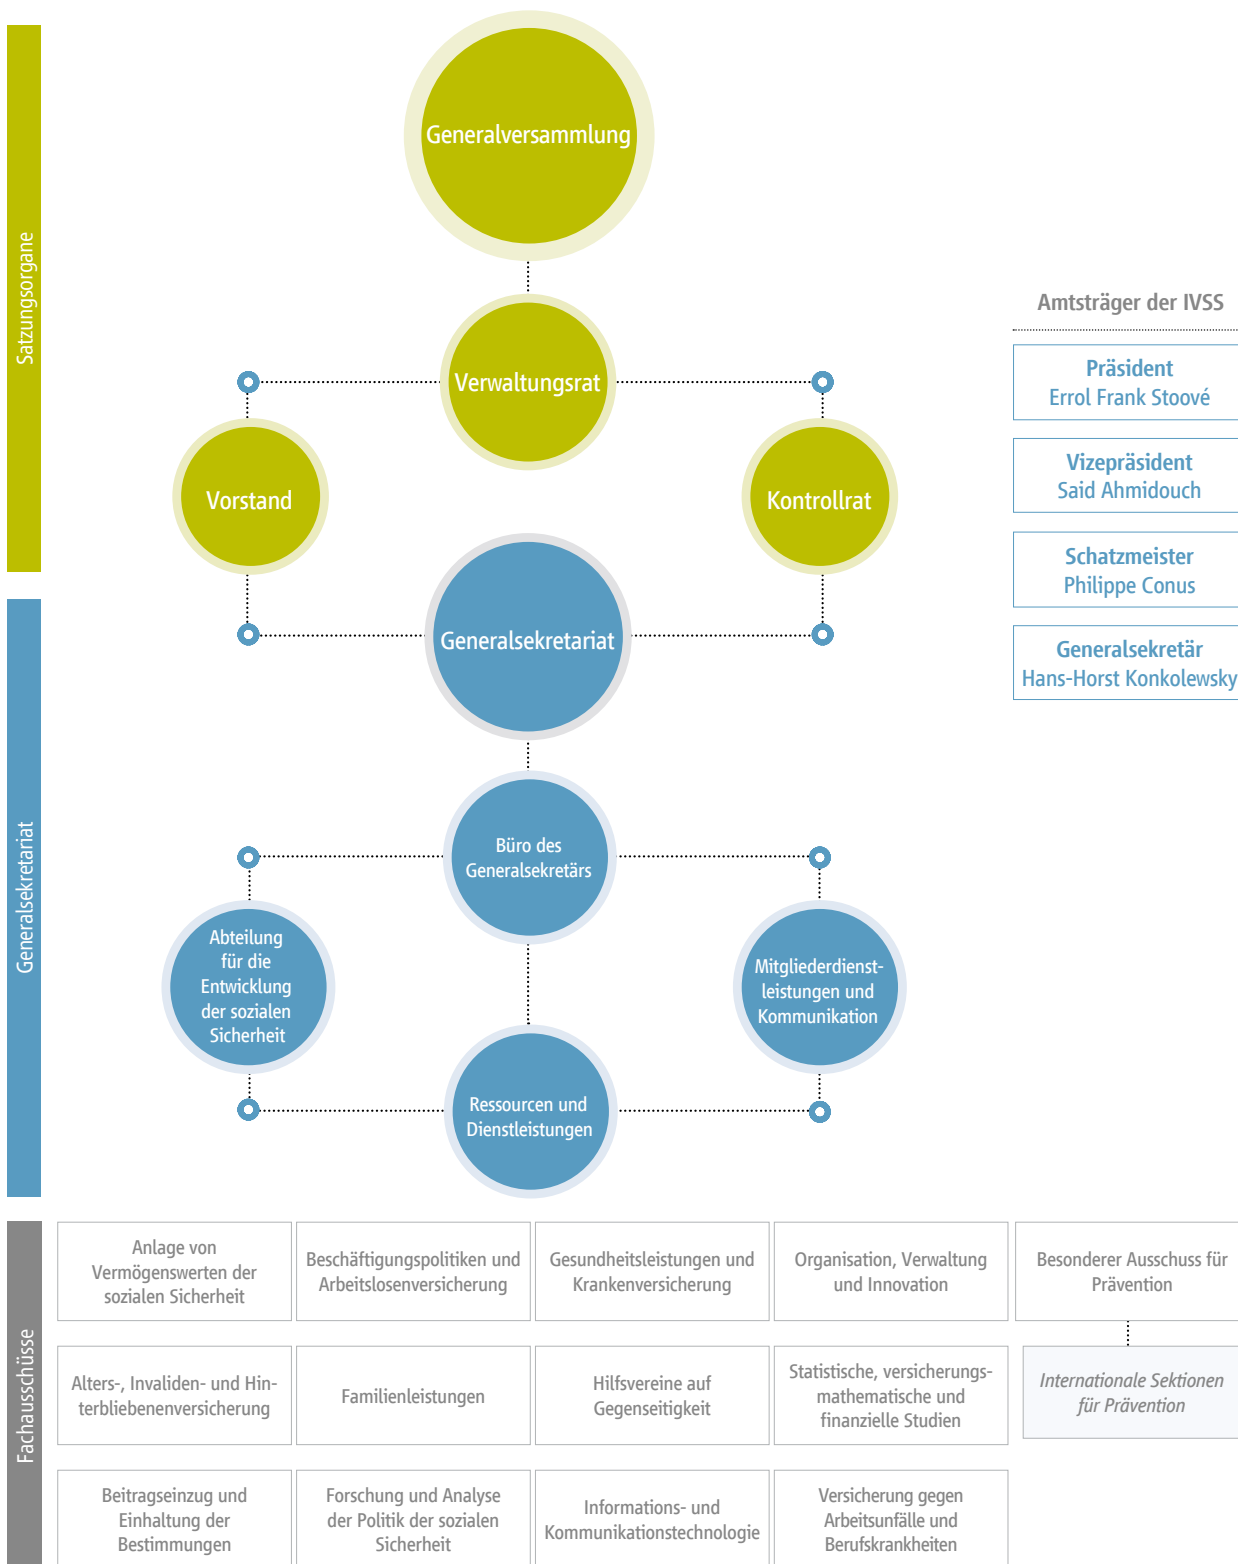 Satzungsorgane
Generalversammlung
Verwaltungsrat
Vorstand
Kontrollrat
Amtsträger der IVSS
Präsident
Errol Frank Stoové
Vizepräsident
Said Ahmidouch
Schatzmeister
Philippe Conus
Generalsekretär
Hans-Horst Konkolewsky
Generalsekretariat
Generalsekretariat
Büro des
Generalsekretärs
Abteilung
für die
Entwicklung
der sozialen
Sicherheit
Mitgliederdienst-
leistungen und
Kommunikation
Ressourcen und
Dienstleistungen
Fachausschüsse
Anlage von
Vermögenswerten der
sozialen Sicherheit
Beschäftigungspolitiken und
Arbeitslosenversicherung
Gesundheitsleistungen und
Krankenversicherung
Organisation, Verwaltung
und Innovation
Besonderer Ausschuss für
Prävention
Alters-, Invaliden- und Hin-
terbliebenenversicherung
Familienleistungen
Hilfsvereine auf
Gegenseitigkeit
Statistische, versicherungs-
mathematische und
finanzielle Studien
Internationale Sektionen
für Prävention
Beitragseinzug und
Einhaltung der
Bestimmungen
Forschung und Analyse
der Politik der sozialen
Sicherheit
Informations- und
Kommunikationstechnologie
Versicherung gegen
Arbeitsunfälle und
Berufskrankheiten